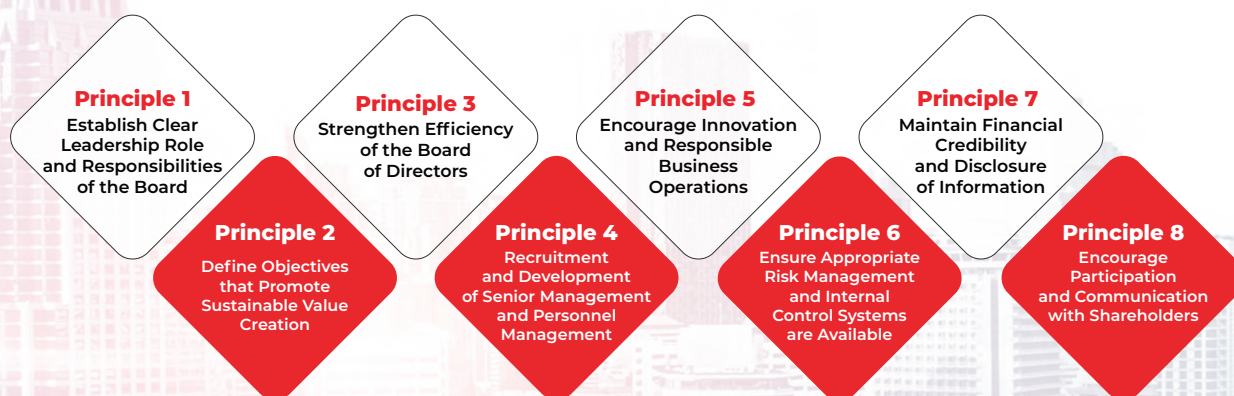 Principle 1
Establish Clear
Leadership Role
and Responsibilities
of the Board
Principle 2
Define Objectives
that Promote
Sustainable Value
Creation
Principle 3
Strengthen Efficiency
of the Board
of Directors
Principle 4
Recruitment
and Development
of Senior Management
and Personnel
Management
Principle 5
Encourage Innovation
and Responsible
Business
Operations
Principle 6
Ensure Appropriate
Risk Management
and Internal
Control Systems
are Available
Principle 7
Maintain Financial
Credibility
and Disclosure
of Information
Principle 8
Encourage
Participation
and Communication
with Shareholders